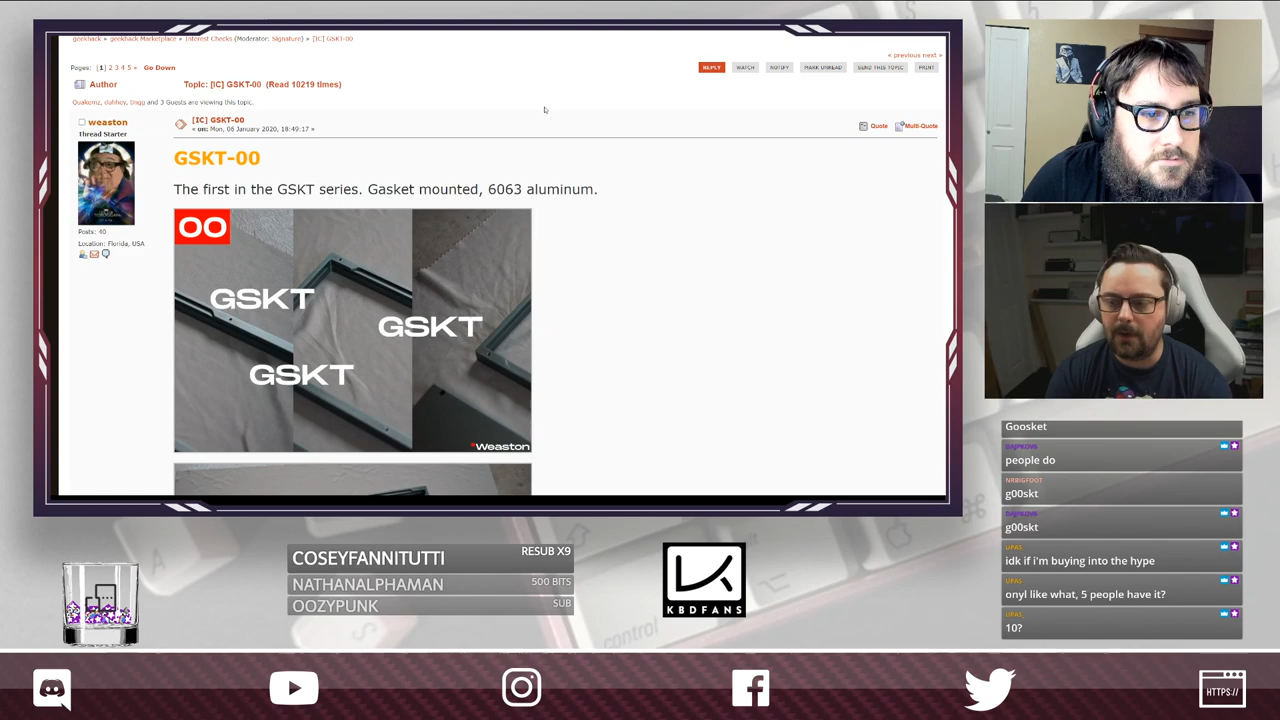 geekhack » geekhack Marketplace » Interest Checks (Moderator: Signature) » [IC] GSKT-00
« previous next »
Pages: [1] 2 3 4 5 » Go Down
REPLY WATCH NOTIFY MARK UNREAD SEND THIS TOPIC PRINT
Author Topic: [IC] GSKT-00 (Read 10219 times)
and 3 Guests are viewing this topic.
weaston
Thread Starter
Posts: 40
Location: Florida, USA
[IC] GSKT-00
« on: Mon, 06 January 2020, 18:49:17 »
Quote Multi-Quote
GSKT-00
The first in the GSKT series. Gasket mounted, 6063 aluminum.
00
GSKT
GSKT
GSKT
Weaston
Goosket
people do
NRBIGFOOT
g00skt
g00skt
UPAS
idk if i'm buying into the hype
UPAS
onyl like what, 5 people have it?
UPAS
10?
COSEYFANNITUTTI RESUB X9
NATHANALPHAMAN 500 BITS
OOZYPUNK SUB
KBDFANS
control
HTTPS://